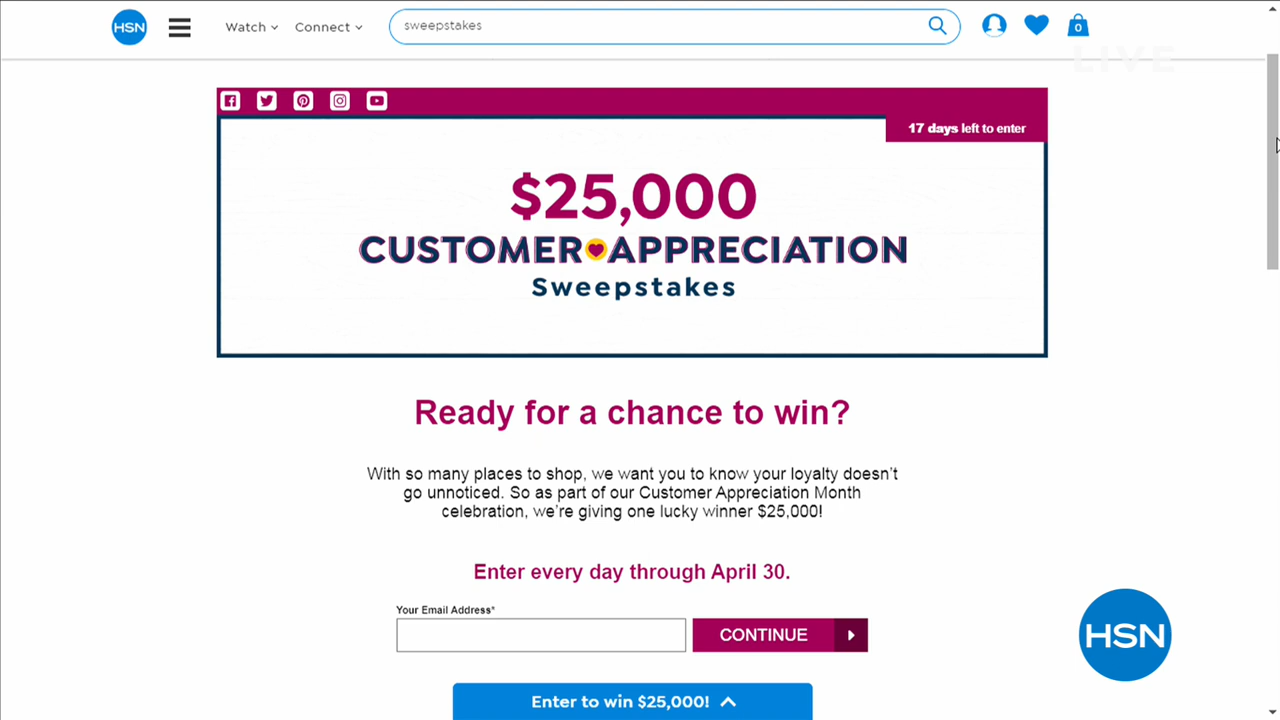 HSN
Watch
Connect
sweepstakes
0
LIVE
17 days left to enter
$25,000
CUSTOMER APPRECIATION
Sweepstakes
Ready for a chance to win?
With so many places to shop, we want you to know your loyalty doesn't
go unnoticed. So as part of our Customer Appreciation Month
celebration, we're giving one lucky winner $25,000!
Enter every day through April 30.
Your Email Address*
CONTINUE
HSN
Enter to win $25,000!